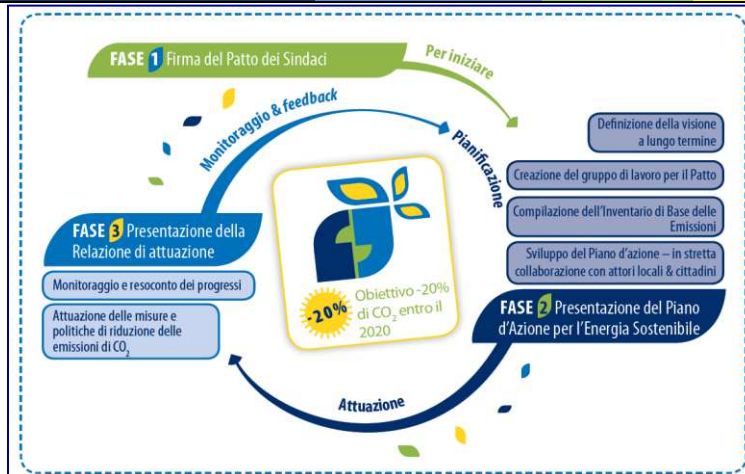 FASE 1 Firma del Patto dei Sindaci
Per iniziare
Monitoraggio & feedback
Pianificazione
Definizione della visione
a lungo termine
Creazione del gruppo di lavoro per il Patto
Compilazione dell'Inventario di Base delle
Emissioni
Sviluppo del Piano d'azione – in stretta
collaborazione con attori locali & cittadini
FASE 2 Presentazione del Piano
d'Azione per l'Energia Sostenibile
FASE 3 Presentazione della
Relazione di attuazione
Monitoraggio e resoconto dei progressi
Attuazione delle misure e
politiche di riduzione delle
emissioni di CO2
-20%
Obiettivo -20%
di CO2 entro il
2020
Attuazione